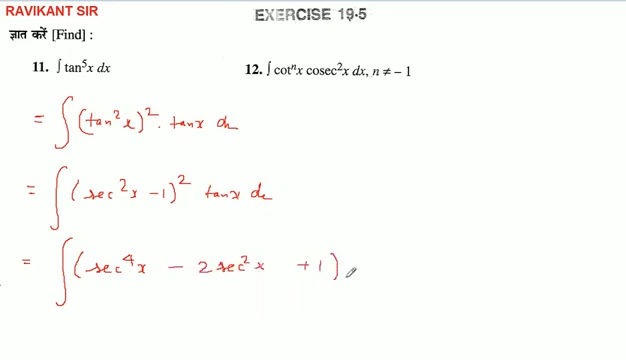 RAVIKANT SIR
EXERCISE 19·5
ज्ञात करें [Find] :
11. ∫ tan⁵x dx
12. ∫ cotⁿx cosec²x dx, n ≠ – 1
= ∫ (tan²x)² . tanx dx
= ∫ (sec²x – 1)² tanx dx
= ∫ (sec⁴x – 2sec²x + 1)